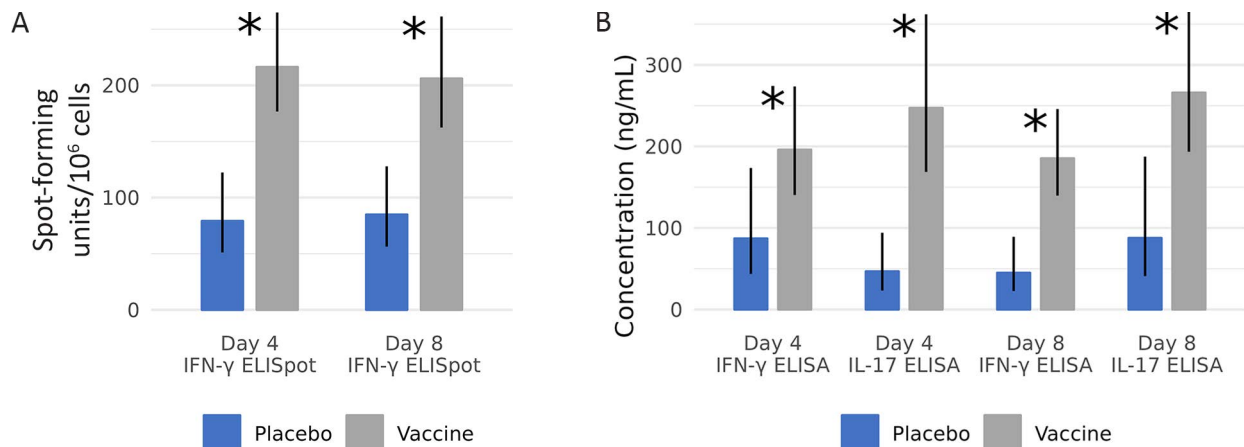 A
Spot-forming
units/10⁶ cells
200
100
0
*
*
Day 4
IFN-γ ELISpot
Day 8
IFN-γ ELISpot
Placebo
Vaccine
B
Concentration (ng/mL)
300
200
100
0
*
*
*
*
Day 4
IFN-γ ELISA
Day 4
IL-17 ELISA
Day 8
IFN-γ ELISA
Day 8
IL-17 ELISA
Placebo
Vaccine